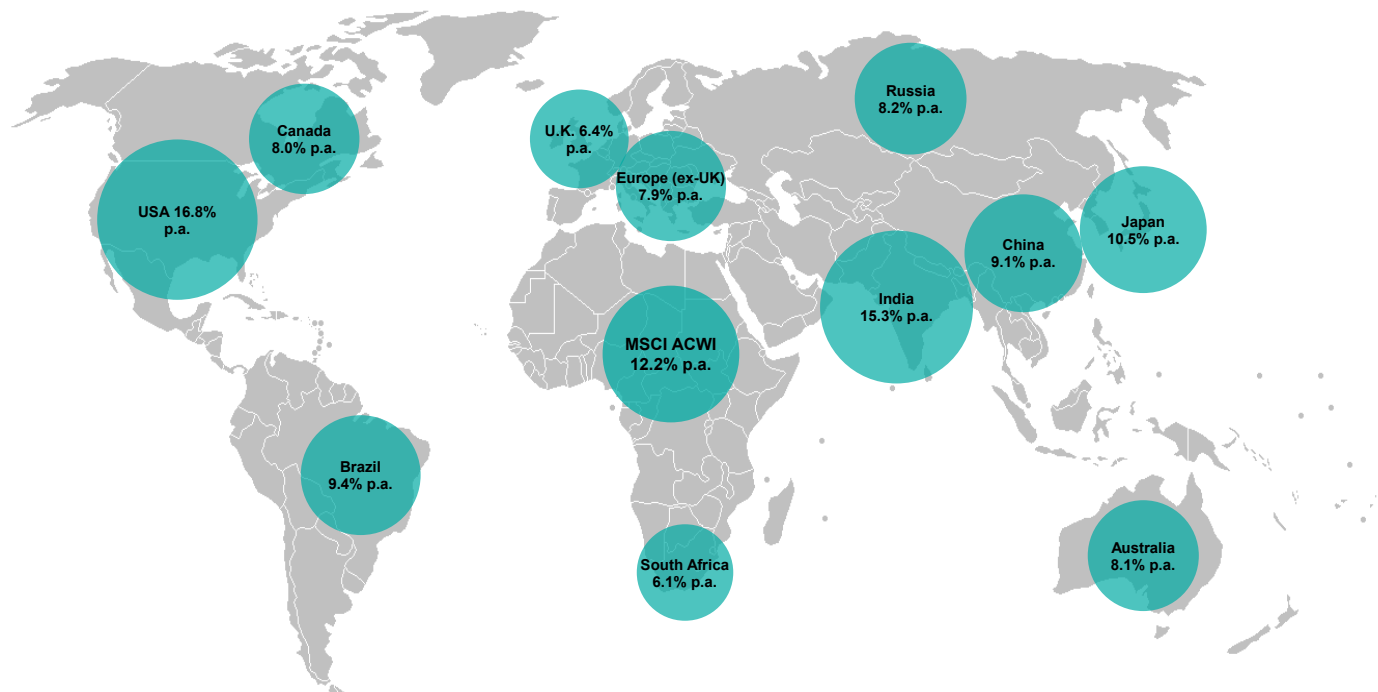 Canada
8.0% p.a.
USA 16.8%
p.a.
U.K. 6.4%
p.a.
Europe (ex-UK)
7.9% p.a.
Russia
8.2% p.a.
Japan
10.5% p.a.
China
9.1% p.a.
India
15.3% p.a.
MSCI ACWI
12.2% p.a.
Brazil
9.4% p.a.
South Africa
6.1% p.a.
Australia
8.1% p.a.